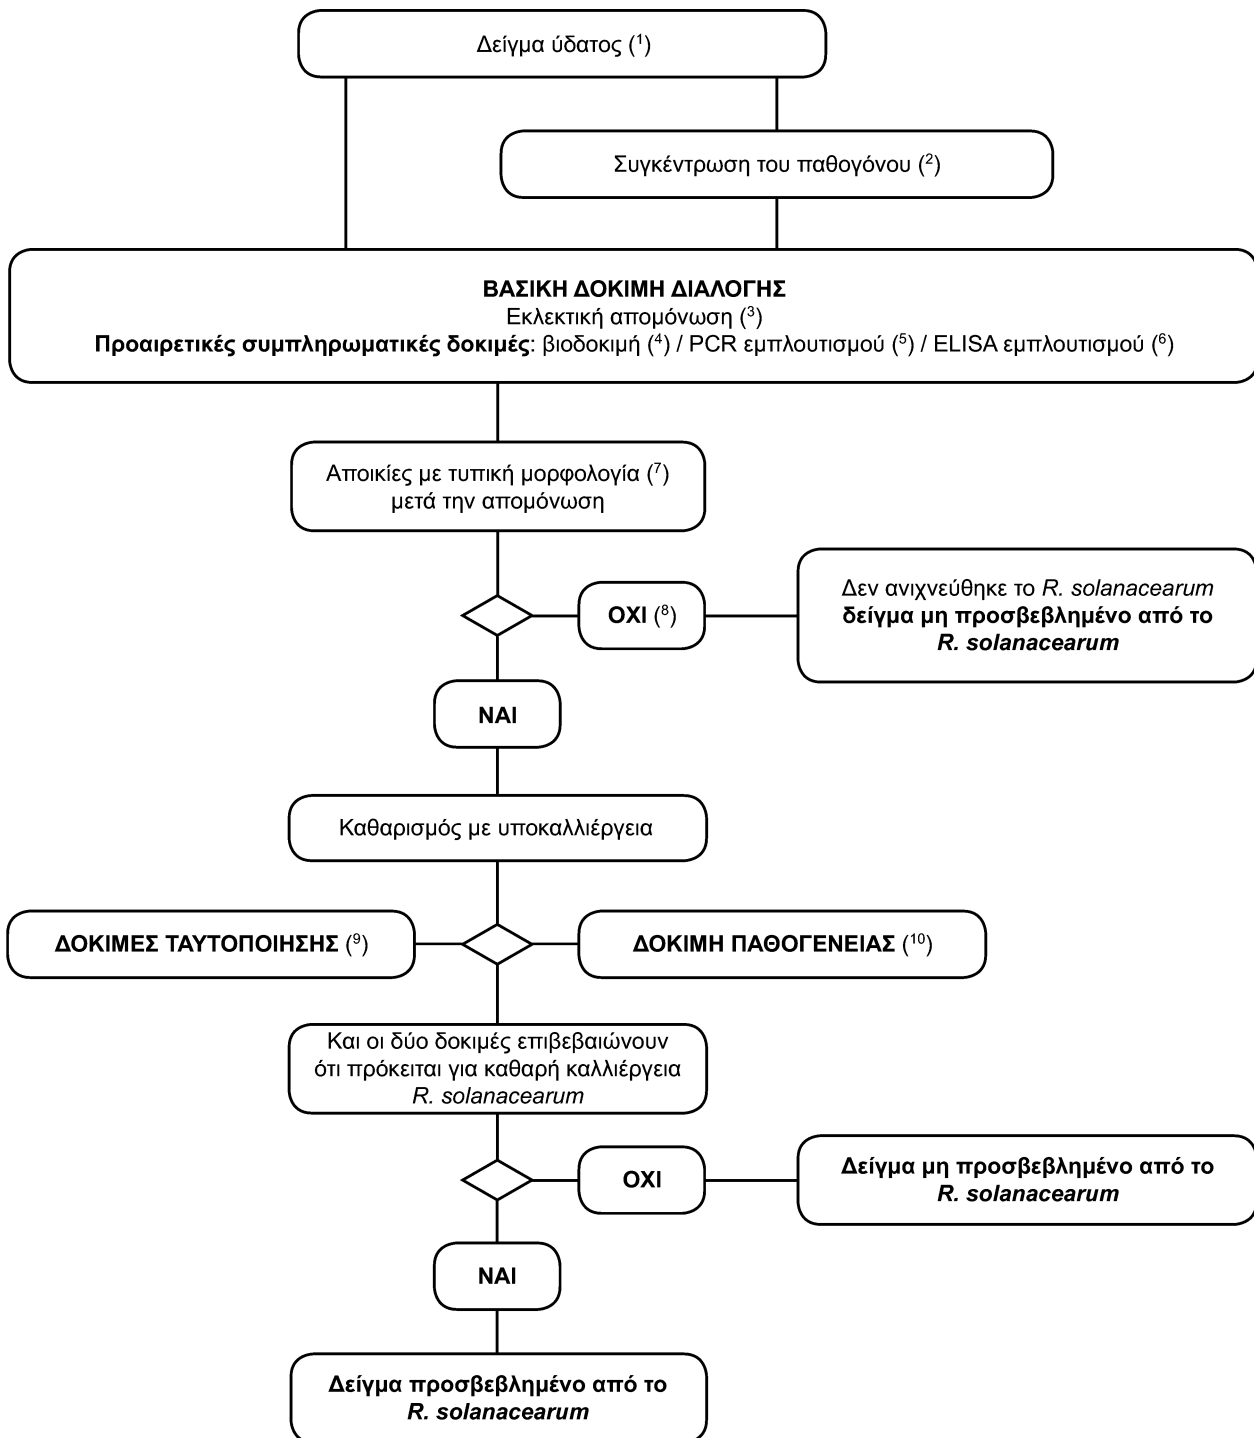 Δείγμα ύδατος (¹)
Συγκέντρωση του παθογόνου (²)
ΒΑΣΙΚΗ ΔΟΚΙΜΗ ΔΙΑΛΟΓΗΣ
Εκλεκτική απομόνωση (³)
Προαιρετικές συμπληρωματικές δοκιμές: βιοδοκιμή (⁴) / PCR εμπλουτισμού (⁵) / ELISA εμπλουτισμού (⁶)
Αποικίες με τυπική μορφολογία (⁷)
μετά την απομόνωση
ΟΧΙ (⁸)
Δεν ανιχνεύθηκε το R. solanacearum
δείγμα μη προσβεβλημένο από το
R. solanacearum
ΝΑΙ
Καθαρισμός με υποκαλλιέργεια
ΔΟΚΙΜΕΣ ΤΑΥΤΟΠΟΙΗΣΗΣ (⁹)
ΔΟΚΙΜΗ ΠΑΘΟΓΕΝΕΙΑΣ (¹⁰)
Και οι δύο δοκιμές επιβεβαιώνουν
ότι πρόκειται για καθαρή καλλιέργεια
R. solanacearum
ΟΧΙ
Δείγμα μη προσβεβλημένο από το
R. solanacearum
ΝΑΙ
Δείγμα προσβεβλημένο από το
R. solanacearum